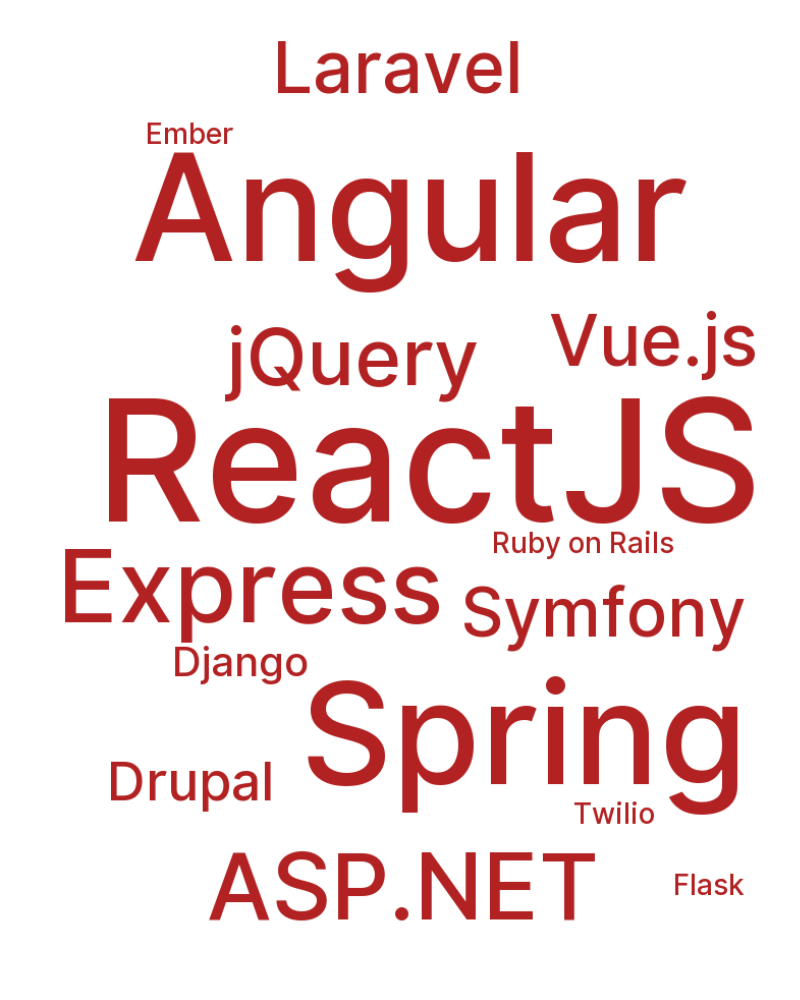 Laravel
Ember
Angular
jQuery
Vue.js
ReactJS
Ruby on Rails
Express
Symfony
Django
Spring
Drupal
Twilio
ASP.NET
Flask